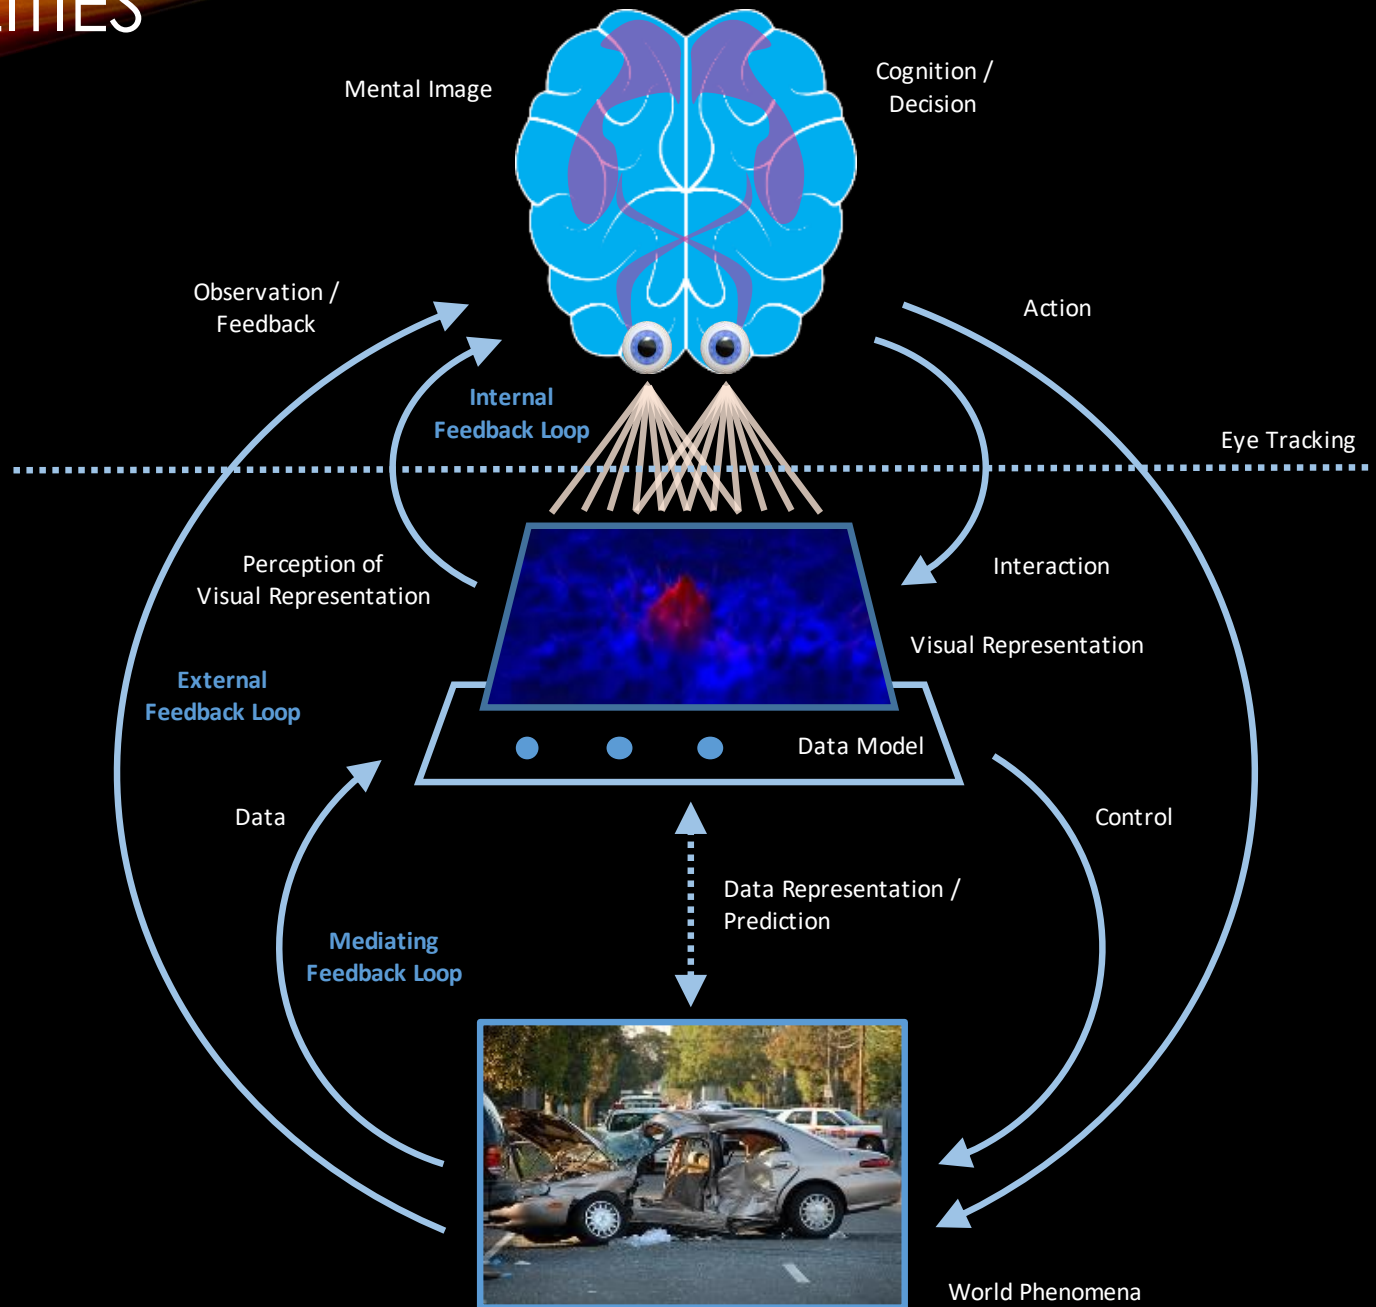 Mental Image
Cognition /
Decision
Observation /
Feedback
Action
Internal
Feedback Loop
Eye Tracking
Perception of
Visual Representation
Interaction
Visual Representation
External
Feedback Loop
Data Model
Data
Control
Data Representation /
Prediction
Mediating
Feedback Loop
World Phenomena